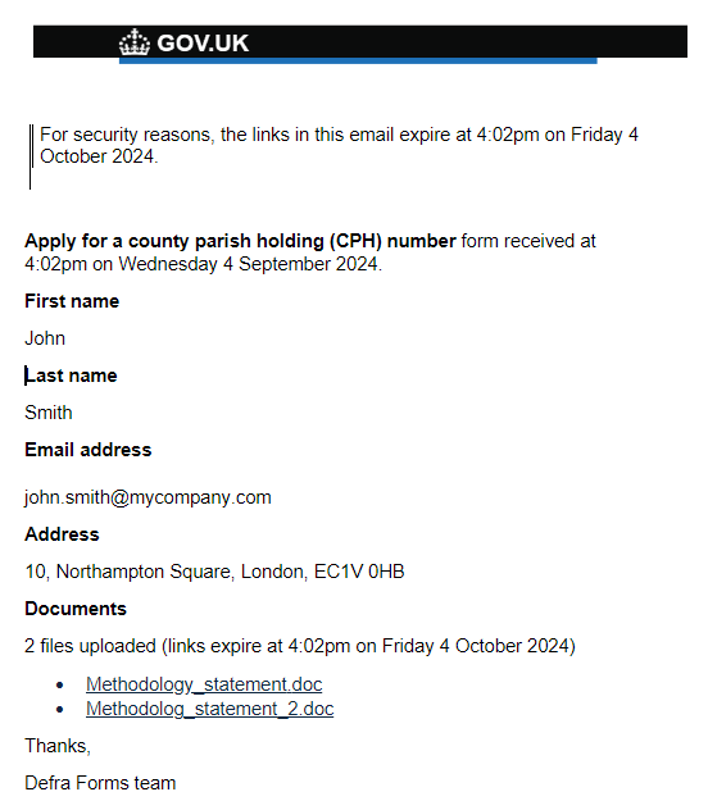 GOV.UK
For security reasons, the links in this email expire at 4:02pm on Friday 4
October 2024.
Apply for a county parish holding (CPH) number form received at
4:02pm on Wednesday 4 September 2024.
First name
John
Last name
Smith
Email address
john.smith@mycompany.com
Address
10, Northampton Square, London, EC1V 0HB
Documents
2 files uploaded (links expire at 4:02pm on Friday 4 October 2024)
• Methodology_statement.doc
• Methodolog_statement_2.doc
Thanks,
Defra Forms team